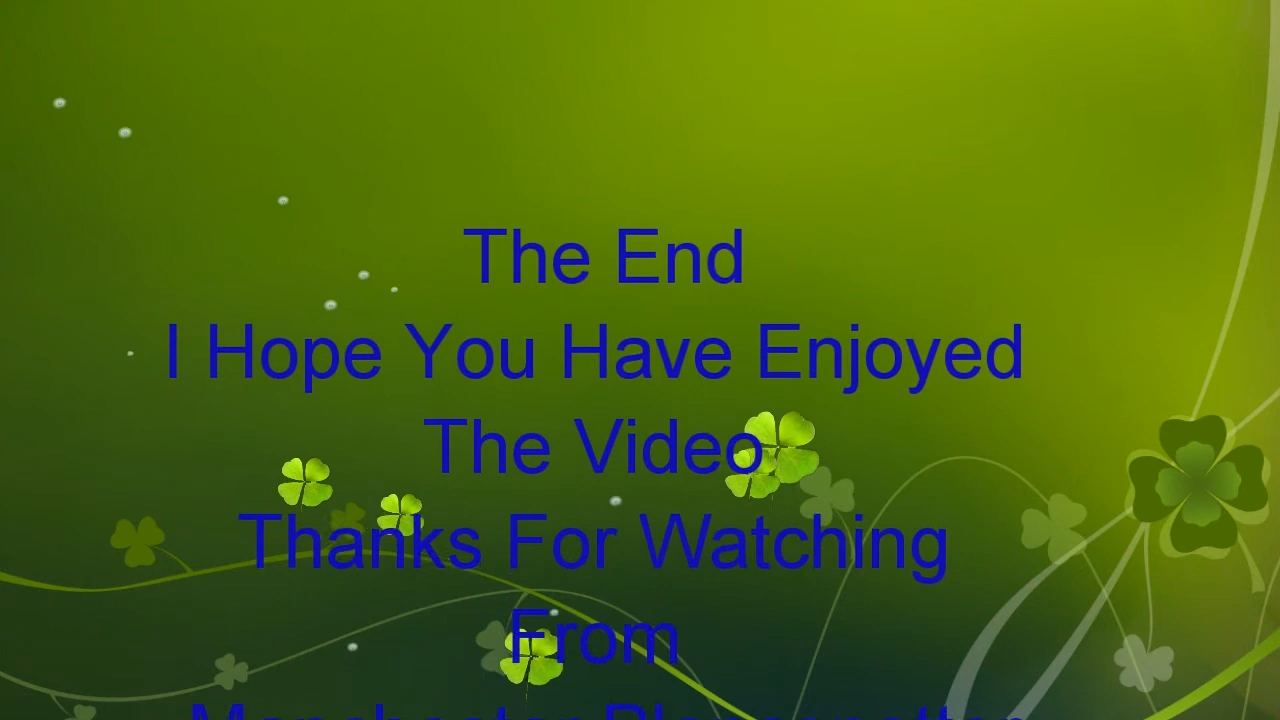 The End
I Hope You Have Enjoyed
The Video
Thanks For Watching
From